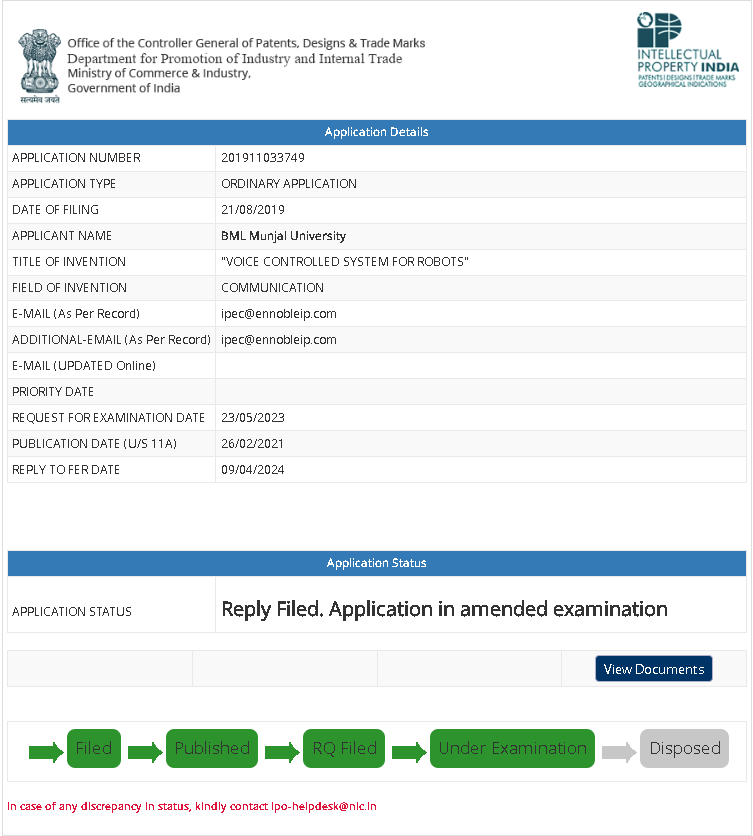 Office of the Controller General of Patents, Designs & Trade Marks
Department for Promotion of Industry and Internal Trade
Ministry of Commerce & Industry,
Government of India
सत्यमेव जयते
INTELLECTUAL
PROPERTY INDIA
PATENTS | DESIGNS | TRADE MARKS
GEOGRAPHICAL INDICATIONS
Application Details
APPLICATION NUMBER 201911033749
APPLICATION TYPE ORDINARY APPLICATION
DATE OF FILING 21/08/2019
APPLICANT NAME BML Munjal University
TITLE OF INVENTION "VOICE CONTROLLED SYSTEM FOR ROBOTS"
FIELD OF INVENTION COMMUNICATION
E-MAIL (As Per Record) ipec@ennobleip.com
ADDITIONAL-EMAIL (As Per Record) ipec@ennobleip.com
E-MAIL (UPDATED Online)
PRIORITY DATE
REQUEST FOR EXAMINATION DATE 23/05/2023
PUBLICATION DATE (U/S 11A) 26/02/2021
REPLY TO FER DATE 09/04/2024
Application Status
APPLICATION STATUS Reply Filed. Application in amended examination
View Documents
Filed Published RQ Filed Under Examination Disposed
In case of any discrepancy in status, kindly contact ipo-helpdesk@nic.in